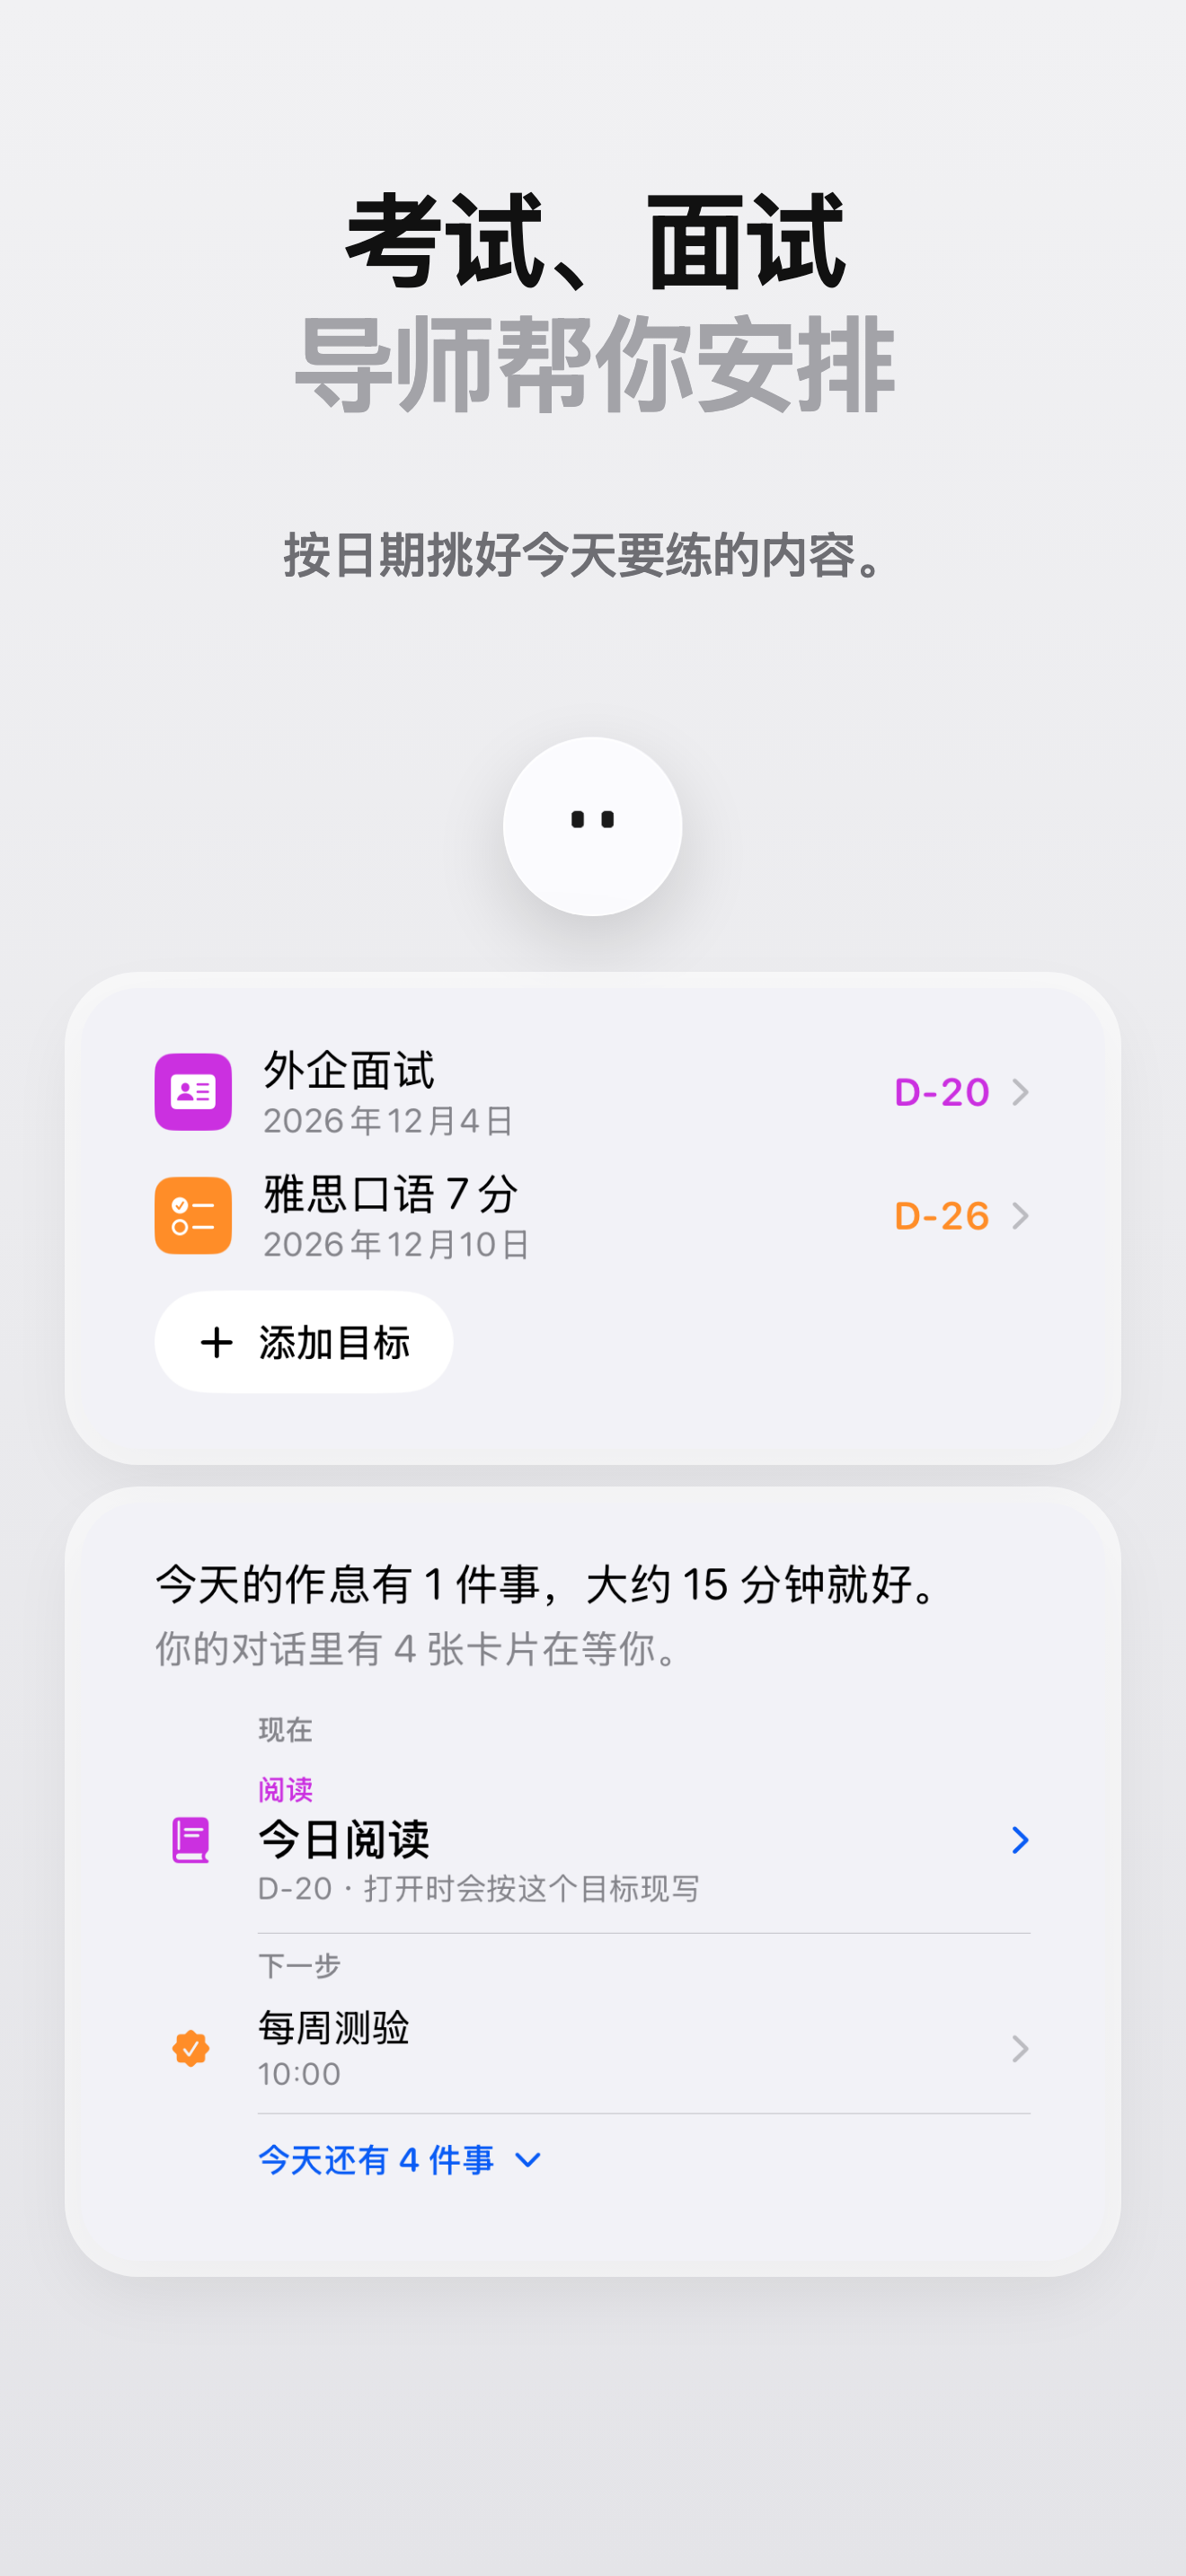 考试、面试
导师帮你安排
按日期挑好今天要练的内容。
外企面试
2026年12月4日
D-20
雅思口语 7 分
2026年12月10日
D-26
添加目标
今天的作息有 1 件事，大约 15 分钟就好。
你的对话里有 4 张卡片在等你。
现在
阅读
今日阅读
D-20 · 打开时会按这个目标现写
下一步
每周测验
10:00
今天还有 4 件事